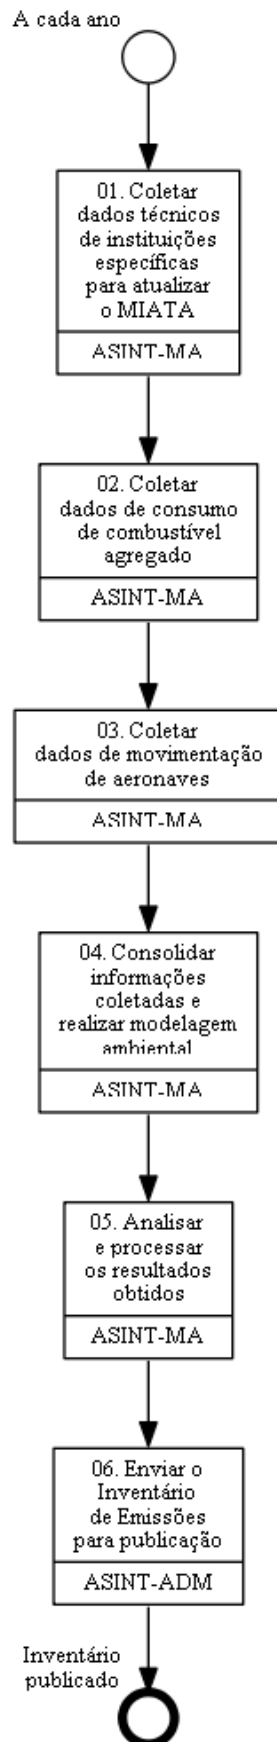 A cada ano
01. Coletar
dados técnicos
de instituições
específicas
para atualizar
o MIATA
ASINT-MA
02. Coletar
dados de consumo
de combustível
agregado
ASINT-MA
03. Coletar
dados de movimentação
de aeronaves
ASINT-MA
04. Consolidar
informações
coletadas e
realizar modelagem
ambiental
ASINT-MA
05. Analisar
e processar
os resultados
obtidos
ASINT-MA
06. Enviar o
Inventário
de Emissões
para publicação
ASINT-ADM
Inventário
publicado